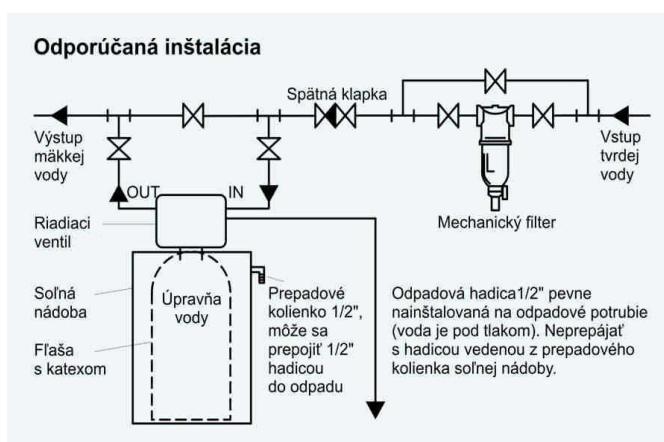 Odporúčaná inštalácia
Spätná klapka
Výstup
mäkkej
vody
Vstup
tvrdej
vody
OUT
IN
Mechanický filter
Riadiaci
ventil
Soľná
nádoba
Úpravňa
vody
Fľaša
s katexom
Prepadové
kolienko 1/2",
môže sa
prepojiť 1/2"
hadicou
do odpadu
Odpadová hadica1/2" pevne
nainštalovaná na odpadové potrubie
(voda je pod tlakom). Neprepájať
s hadicou vedenou z prepadového
kolienka soľnej nádoby.